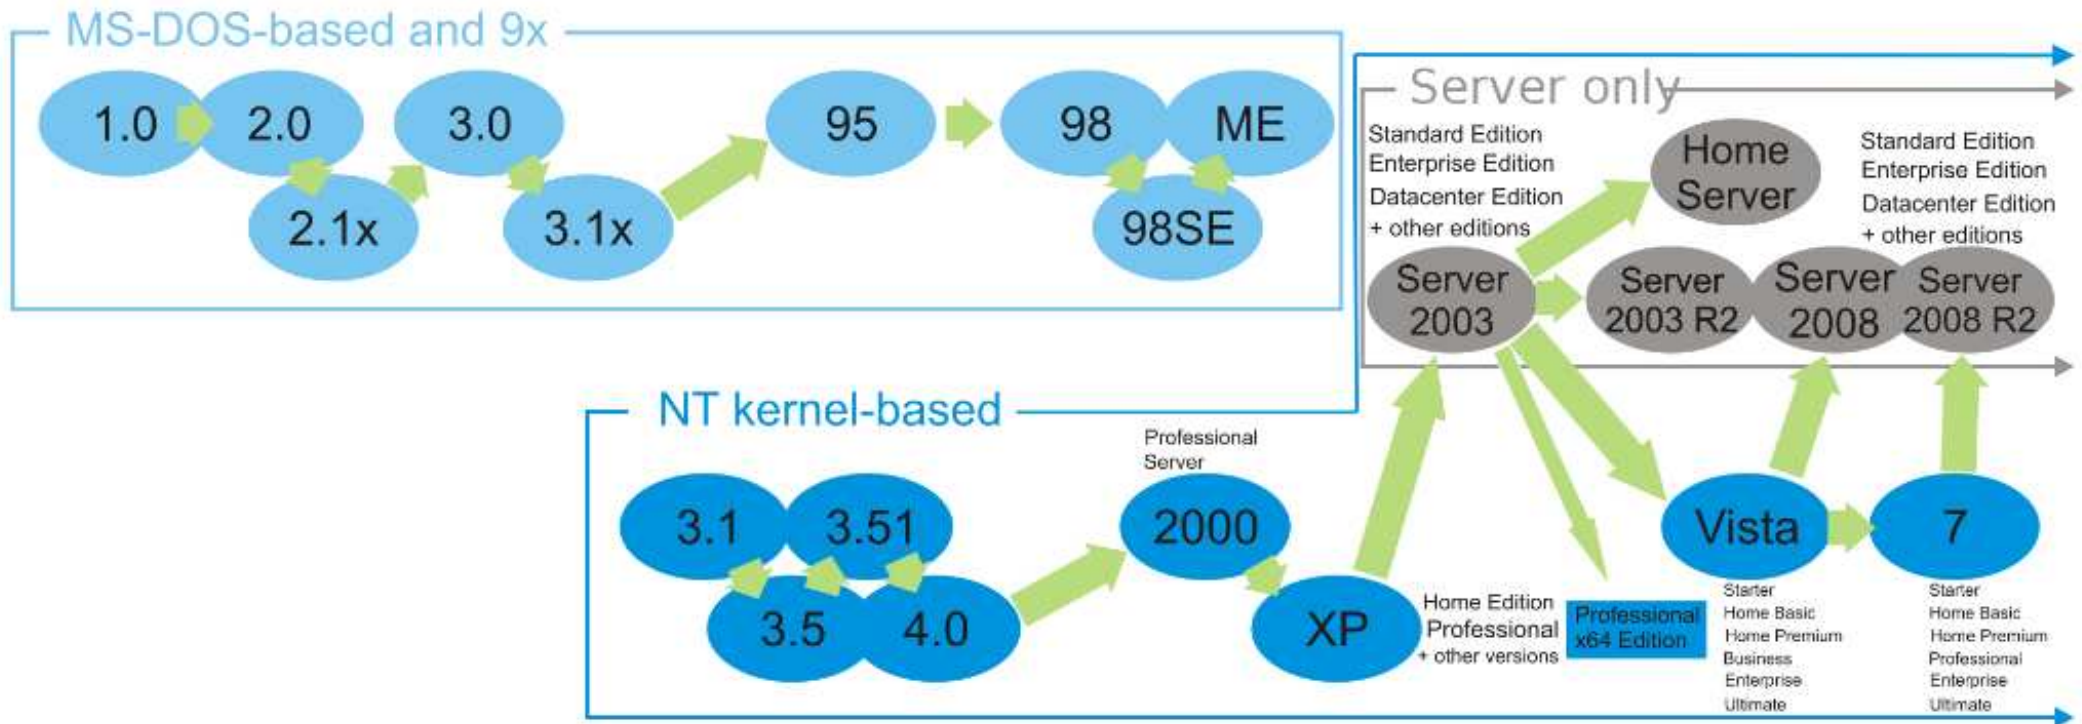 MS-DOS-based and 9x
1.0
2.0
3.0
95
98
ME
2.1x
3.1x
98SE
Server only
Standard Edition
Enterprise Edition
Datacenter Edition
+ other editions
Home
Server
Standard Edition
Enterprise Edition
Datacenter Edition
+ other editions
Server
2003
Server
2003 R2
Server
2008
Server
2008 R2
NT kernel-based
Professional
Server
3.1
3.51
2000
Vista
7
3.5
4.0
XP
Home Edition
Professional
+ other versions
Professional
x64 Edition
Starter
Home Basic
Home Premium
Business
Enterprise
Ultimate
Starter
Home Basic
Home Premium
Professional
Enterprise
Ultimate